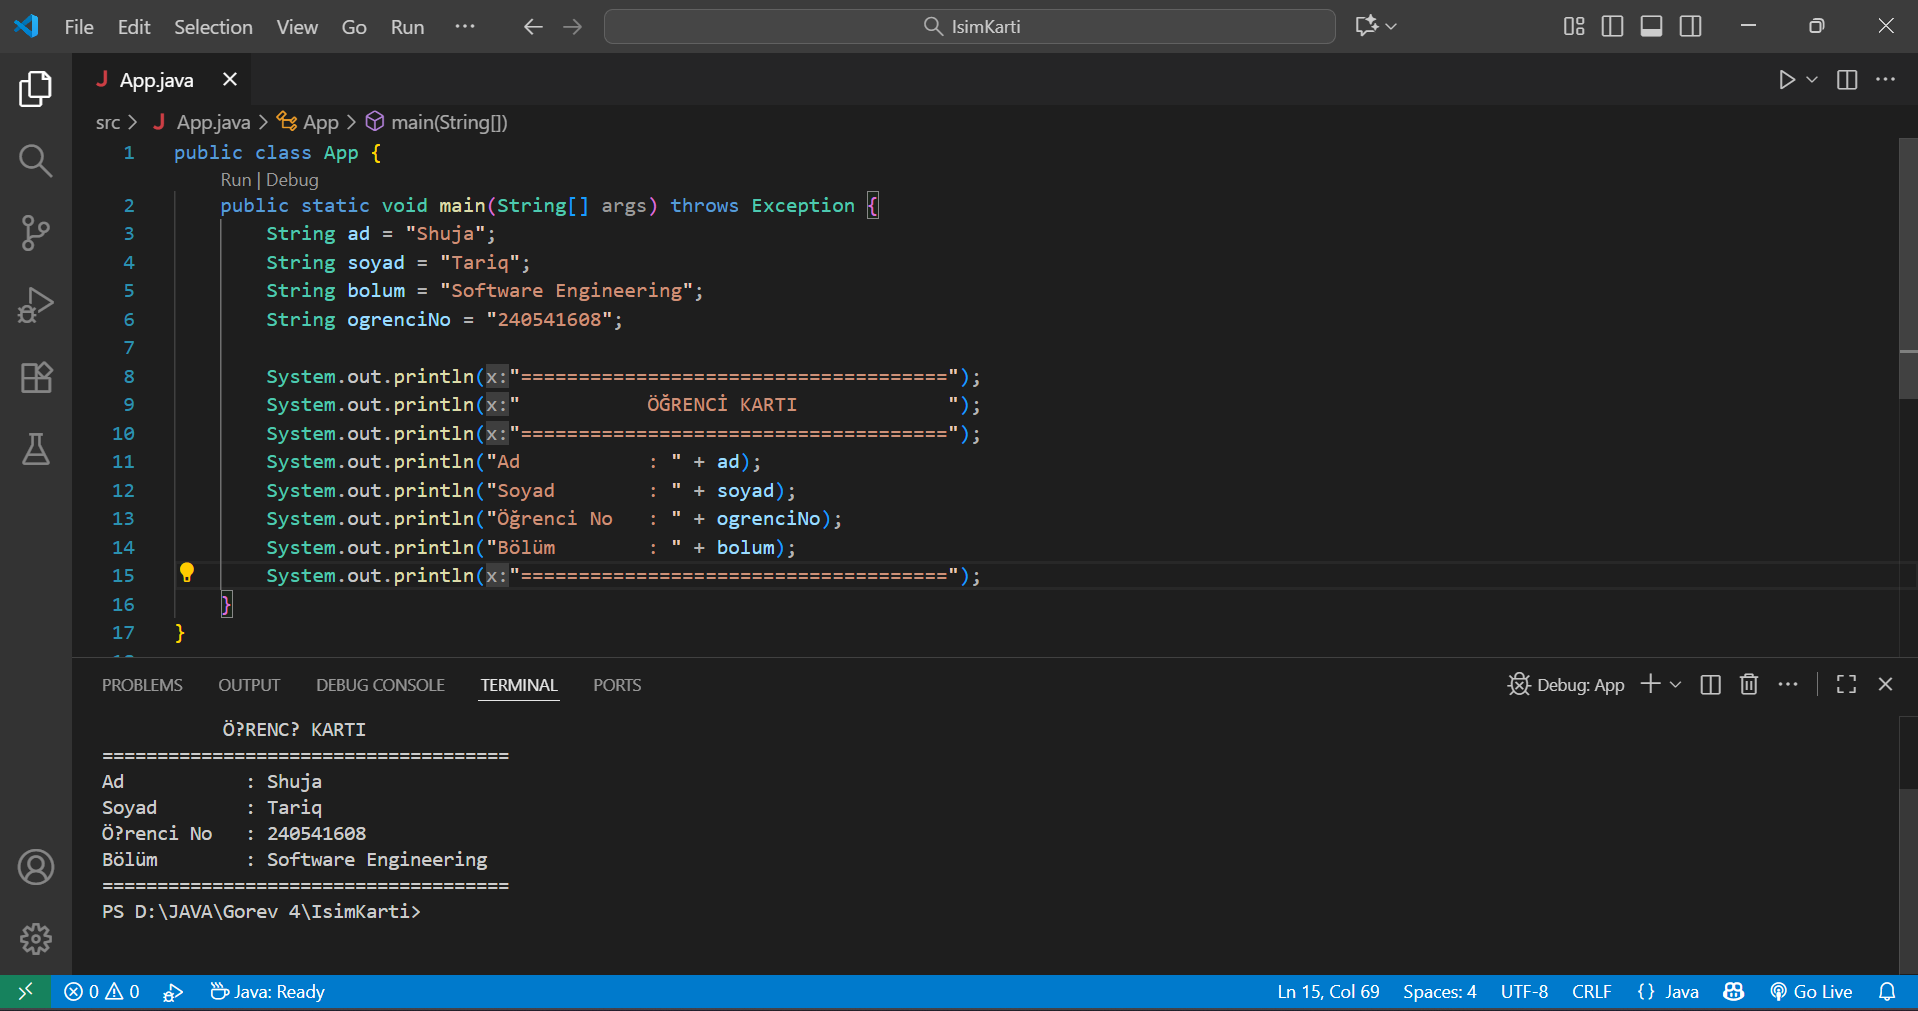 File Edit Selection View Go Run ··· IsimKarti
App.java
src > App.java > App > main(String[])
1 public class App {
Run | Debug
2     public static void main(String[] args) throws Exception {
3         String ad = "Shuja";
4         String soyad = "Tariq";
5         String bolum = "Software Engineering";
6         String ogrenciNo = "240541608";
7
8         System.out.println(x:"=====================================");
9         System.out.println(x:"           ÖĞRENCİ KARTI             ");
10         System.out.println(x:"=====================================");
11         System.out.println("Ad           : " + ad);
12         System.out.println("Soyad        : " + soyad);
13         System.out.println("Öğrenci No   : " + ogrenciNo);
14         System.out.println("Bölüm        : " + bolum);
15         System.out.println(x:"=====================================");
16     }
17 }
PROBLEMS OUTPUT DEBUG CONSOLE TERMINAL PORTS Debug: App
           Ö?RENC? KARTI
=====================================
Ad           : Shuja
Soyad        : Tariq
Ö?renci No   : 240541608
Bölüm        : Software Engineering
=====================================
PS D:\JAVA\Gorev 4\IsimKarti>
0 0 Java: Ready Ln 15, Col 69 Spaces: 4 UTF-8 CRLF {} Java Go Live